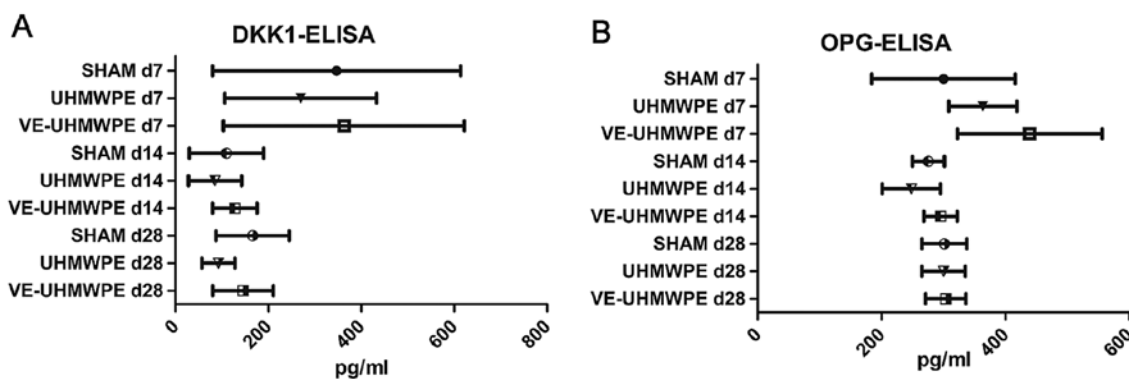 A
DKK1-ELISA
SHAM d7
UHMWPE d7
VE-UHMWPE d7
SHAM d14
UHMWPE d14
VE-UHMWPE d14
SHAM d28
UHMWPE d28
VE-UHMWPE d28
0
200
400
600
800
pg/ml
B
OPG-ELISA
SHAM d7
UHMWPE d7
VE-UHMWPE d7
SHAM d14
UHMWPE d14
VE-UHMWPE d14
SHAM d28
UHMWPE d28
VE-UHMWPE d28
0
200
400
600
pg/ml